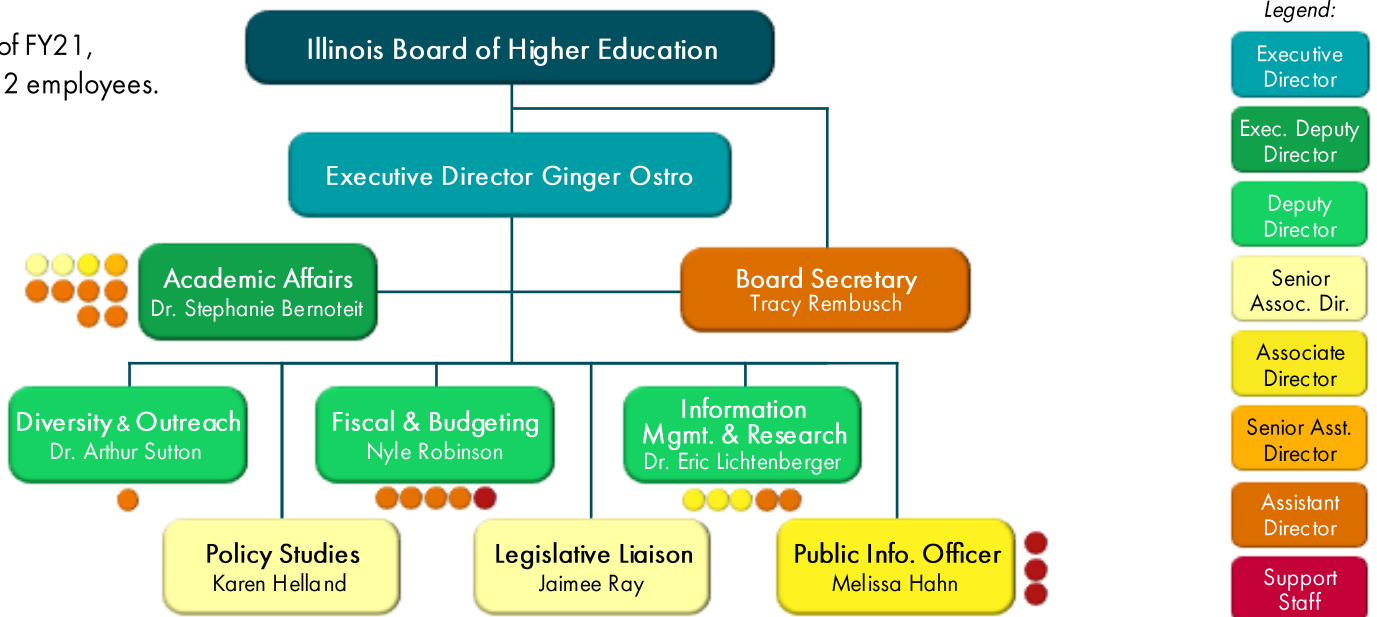 of FY21,
2 employees.
Illinois Board of Higher Education
Executive Director Ginger Ostro
Academic Affairs
Dr. Stephanie Bernoteit
Board Secretary
Tracy Rembusch
Diversity & Outreach
Dr. Arthur Sutton
Fiscal & Budgeting
Nyle Robinson
Information
Mgmt. & Research
Dr. Eric Lichtenberger
Policy Studies
Karen Helland
Legislative Liaison
Jaimee Ray
Public Info. Officer
Melissa Hahn
Legend:
Executive
Director
Exec. Deputy
Director
Deputy
Director
Senior
Assoc. Dir.
Associate
Director
Senior Asst.
Director
Assistant
Director
Support
Staff